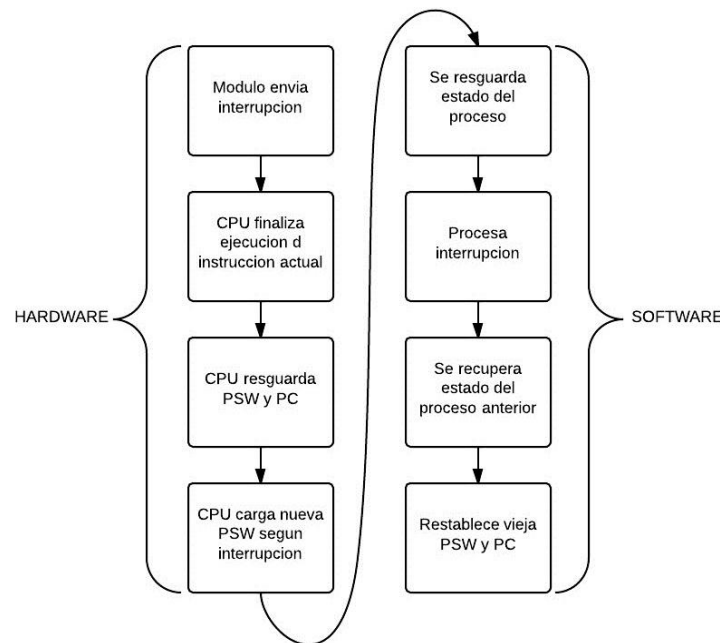 HARDWARE
Modulo envia
interrupcion
CPU finaliza
ejecucion d
instruccion actual
CPU resguarda
PSW y PC
CPU carga nueva
PSW segun
interrupcion
Se resguarda
estado del
proceso
Procesa
interrupcion
Se recupera
estado del
proceso anterior
Restablece vieja
PSW y PC
SOFTWARE